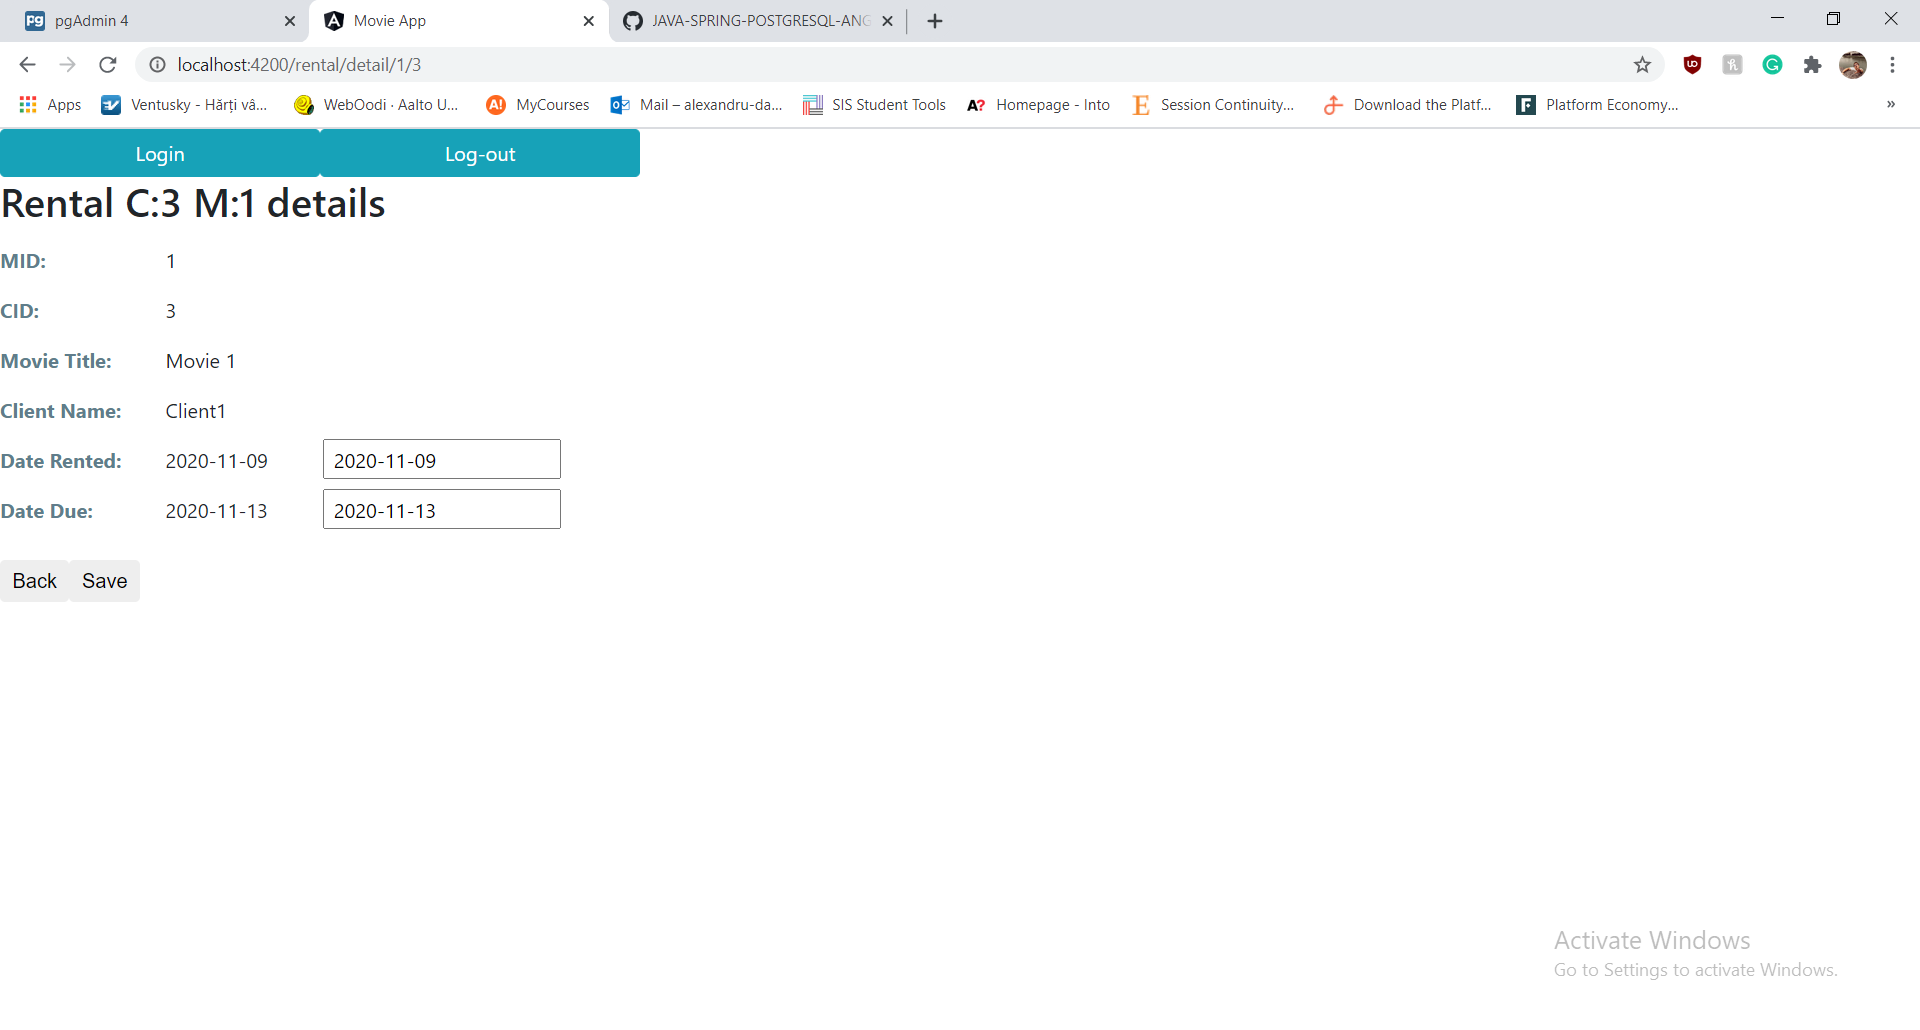 pgAdmin 4
Movie App
JAVA-SPRING-POSTGRESQL-ANG
localhost:4200/rental/detail/1/3
Apps
Ventusky - Hărți vâ...
WebOodi · Aalto U...
MyCourses
Mail – alexandru-da...
SIS Student Tools
Homepage - Into
Session Continuity...
Download the Platf...
Platform Economy...
»
Login
Log-out
Rental C:3 M:1 details
MID: 1
CID: 3
Movie Title: Movie 1
Client Name: Client1
Date Rented: 2020-11-09 2020-11-09
Date Due: 2020-11-13 2020-11-13
Back Save
Activate Windows
Go to Settings to activate Windows.